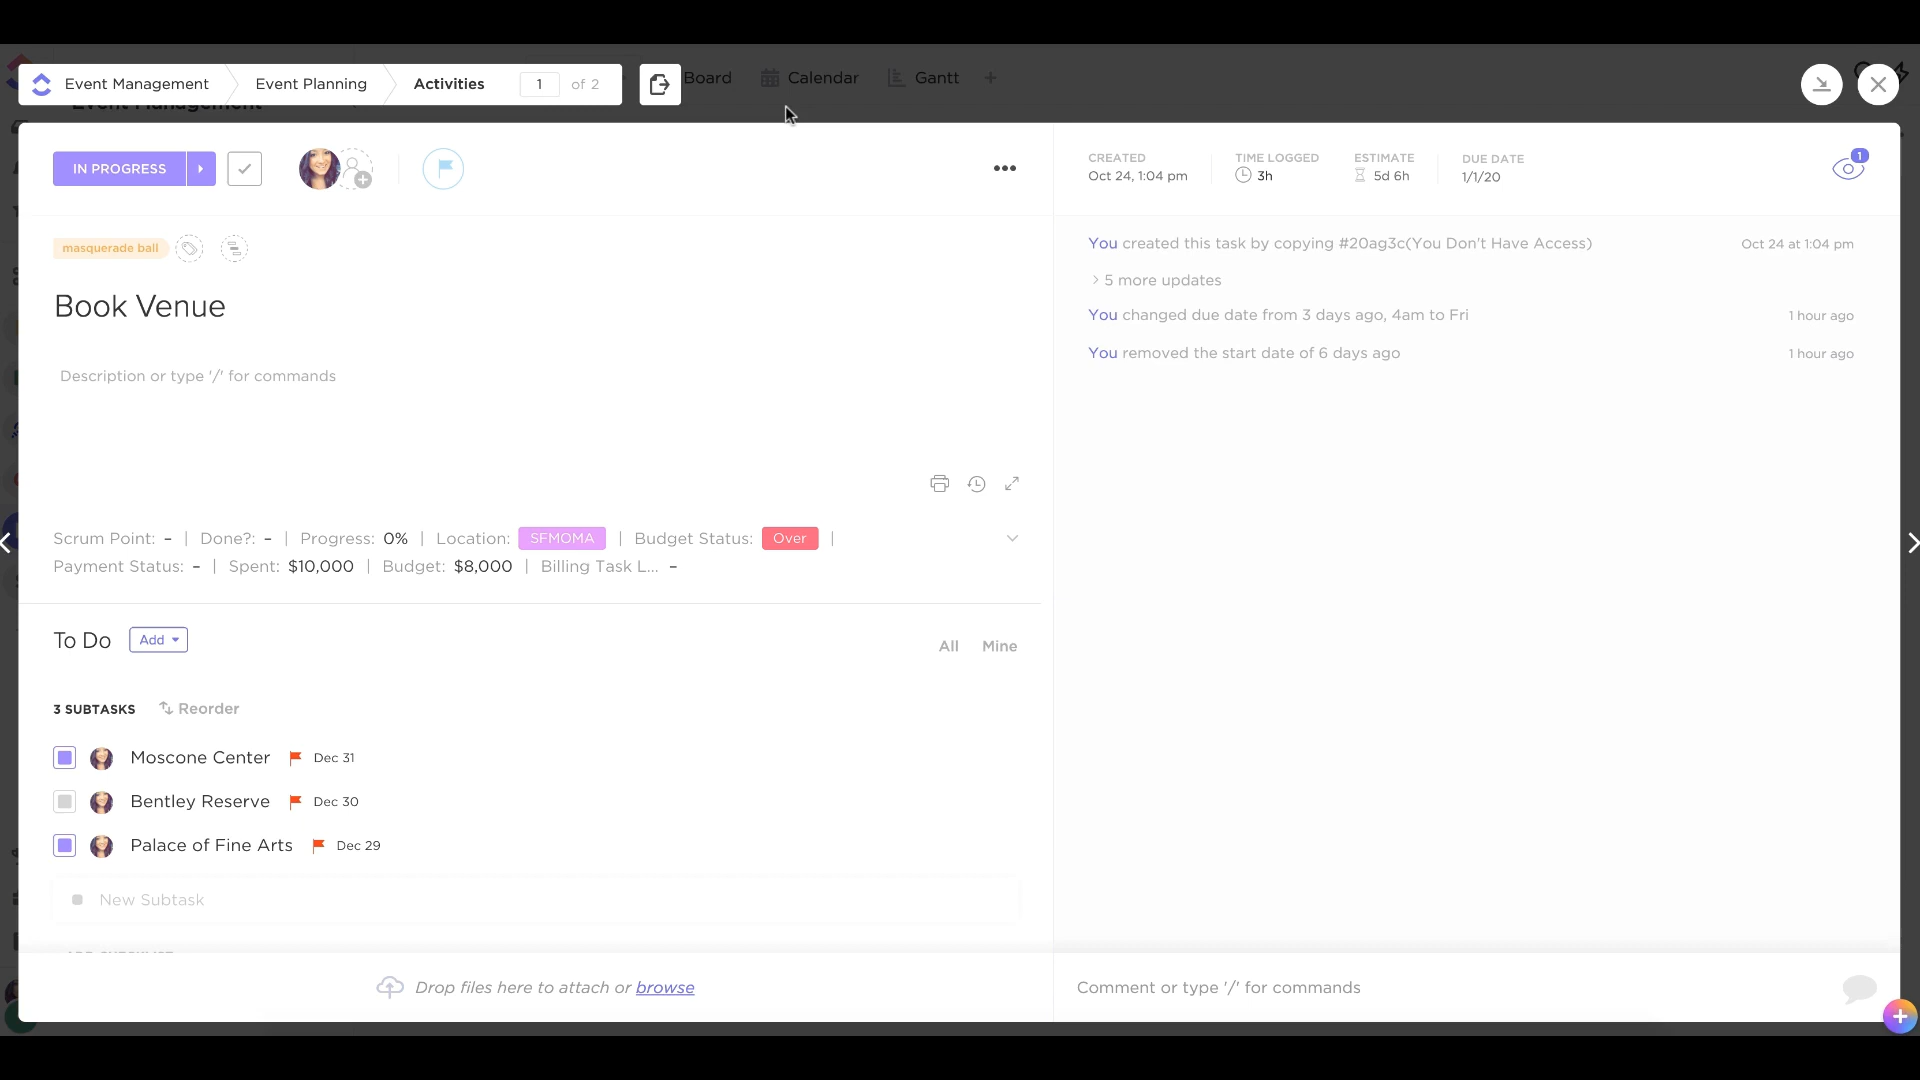 Event Management Event Planning Activities 1 of 2 Board Calendar Gantt +
Event Management
IN PROGRESS
CREATED TIME LOGGED ESTIMATE DUE DATE
Oct 24, 1:04 pm 3h 5d 6h 1/1/20
1
masquerade ball
Book Venue
Description or type '/' for commands
You created this task by copying #20ag3c(You Don't Have Access) Oct 24 at 1:04 pm
5 more updates
You changed due date from 3 days ago, 4am to Fri 1 hour ago
You removed the start date of 6 days ago 1 hour ago
Scrum Point: – | Done?: – | Progress: 0% | Location: SFMOMA | Budget Status: Over |
Payment Status: – | Spent: $10,000 | Budget: $8,000 | Billing Task L... –
To Do Add All Mine
3 SUBTASKS Reorder
Moscone Center Dec 31
Bentley Reserve Dec 30
Palace of Fine Arts Dec 29
New Subtask
Drop files here to attach or browse
Comment or type '/' for commands